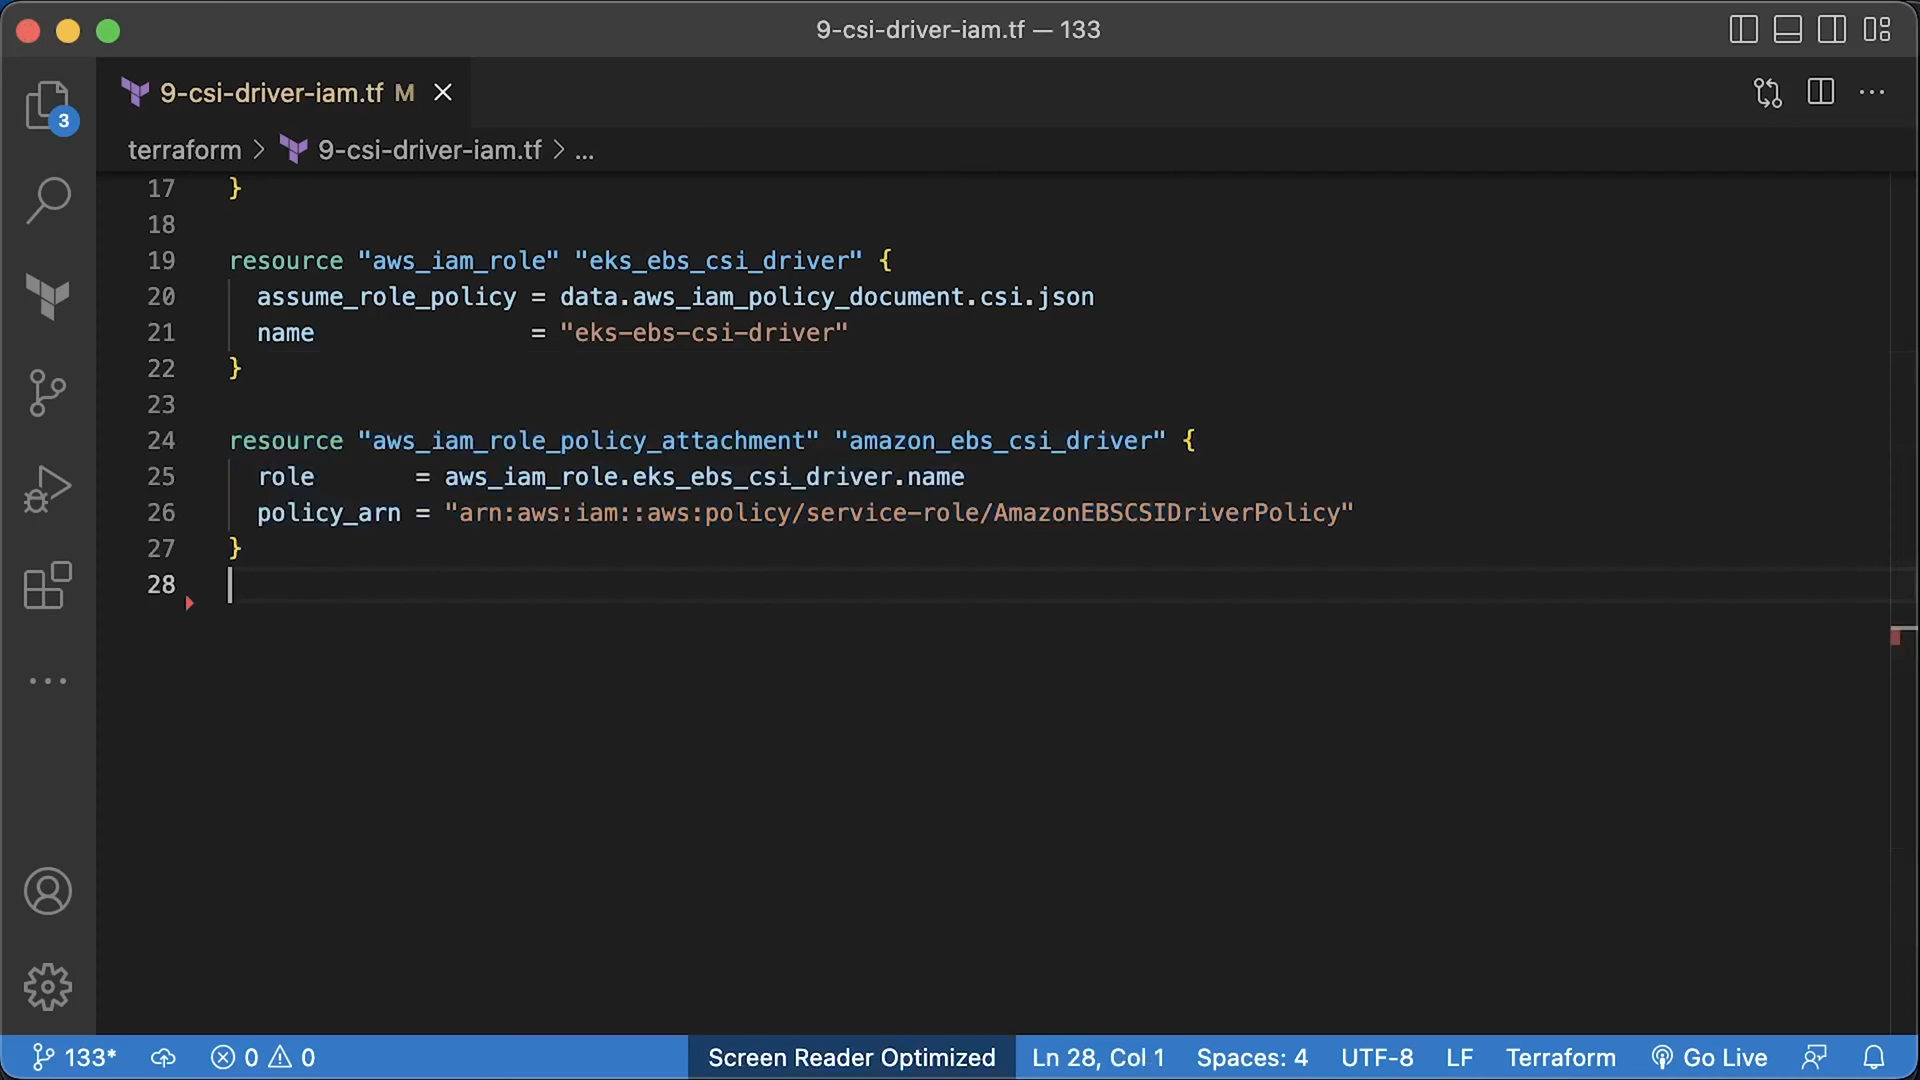 9-csi-driver-iam.tf — 133
9-csi-driver-iam.tf M
3
terraform > 9-csi-driver-iam.tf > ...
17 }
18
19 resource "aws_iam_role" "eks_ebs_csi_driver" {
20   assume_role_policy = data.aws_iam_policy_document.csi.json
21   name               = "eks-ebs-csi-driver"
22 }
23
24 resource "aws_iam_role_policy_attachment" "amazon_ebs_csi_driver" {
25   role       = aws_iam_role.eks_ebs_csi_driver.name
26   policy_arn = "arn:aws:iam::aws:policy/service-role/AmazonEBSCSIDriverPolicy"
27 }
28
133* 0 0 Screen Reader Optimized Ln 28, Col 1 Spaces: 4 UTF-8 LF Terraform Go Live